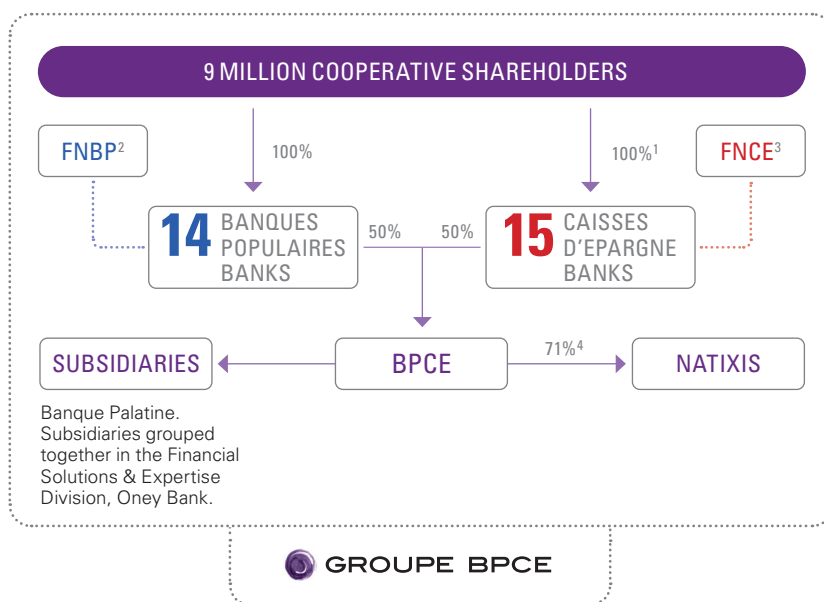 9 MILLION COOPERATIVE SHAREHOLDERS
FNBP²
100%
100%¹
FNCE³
14 BANQUES
POPULAIRES
BANKS
50%
50%
15 CAISSES
D'EPARGNE
BANKS
SUBSIDIARIES
BPCE
71%⁴
NATIXIS
Banque Palatine.
Subsidiaries grouped
together in the Financial
Solutions & Expertise
Division, Oney Bank.
GROUPE BPCE